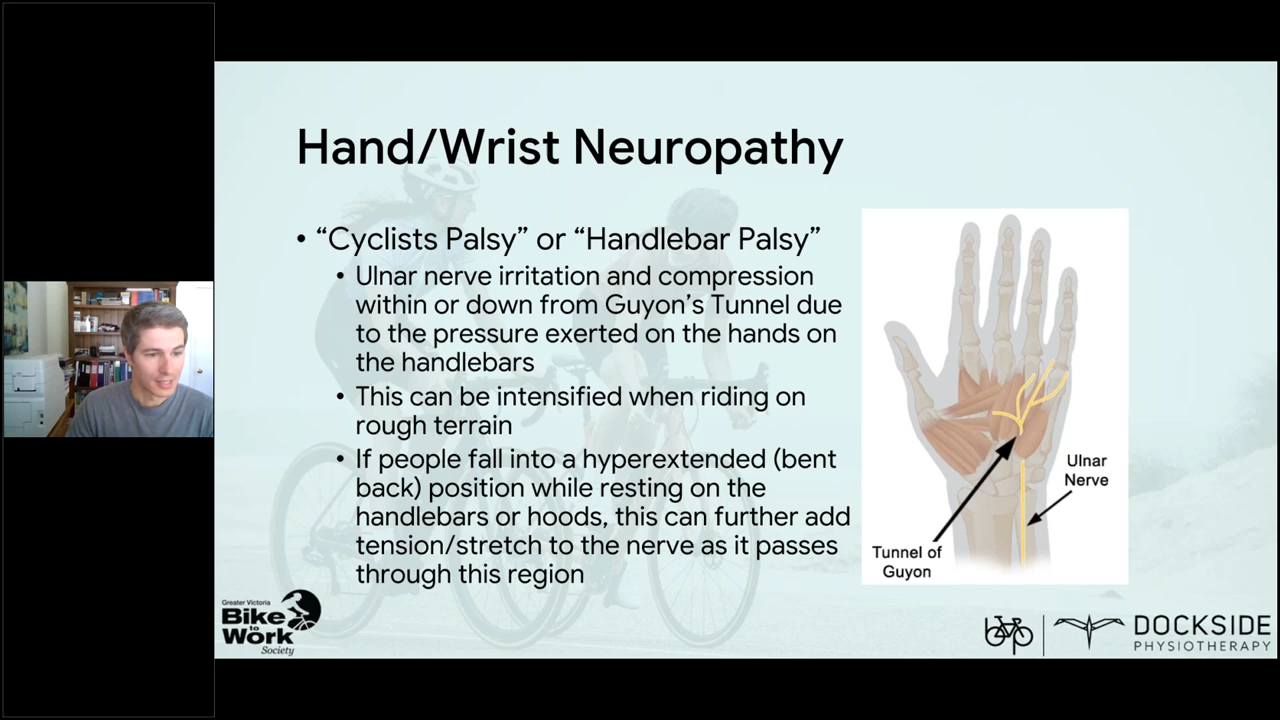 Hand/Wrist Neuropathy
• “Cyclists Palsy” or “Handlebar Palsy”
• Ulnar nerve irritation and compression
within or down from Guyon’s Tunnel due
to the pressure exerted on the hands on
the handlebars
• This can be intensified when riding on
rough terrain
• If people fall into a hyperextended (bent
back) position while resting on the
handlebars or hoods, this can further add
tension/stretch to the nerve as it passes
through this region
Ulnar
Nerve
Tunnel of
Guyon
Greater Victoria
Bike
to
Work
Society
DOCKSIDE
PHYSIOTHERAPY